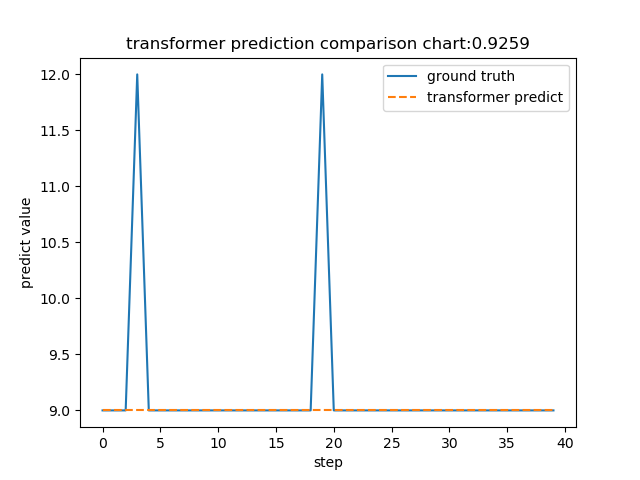 transformer prediction comparison chart:0.9259
ground truth
transformer predict
12.0
11.5
11.0
10.5
10.0
9.5
9.0
predict value
0 5 10 15 20 25 30 35 40
step